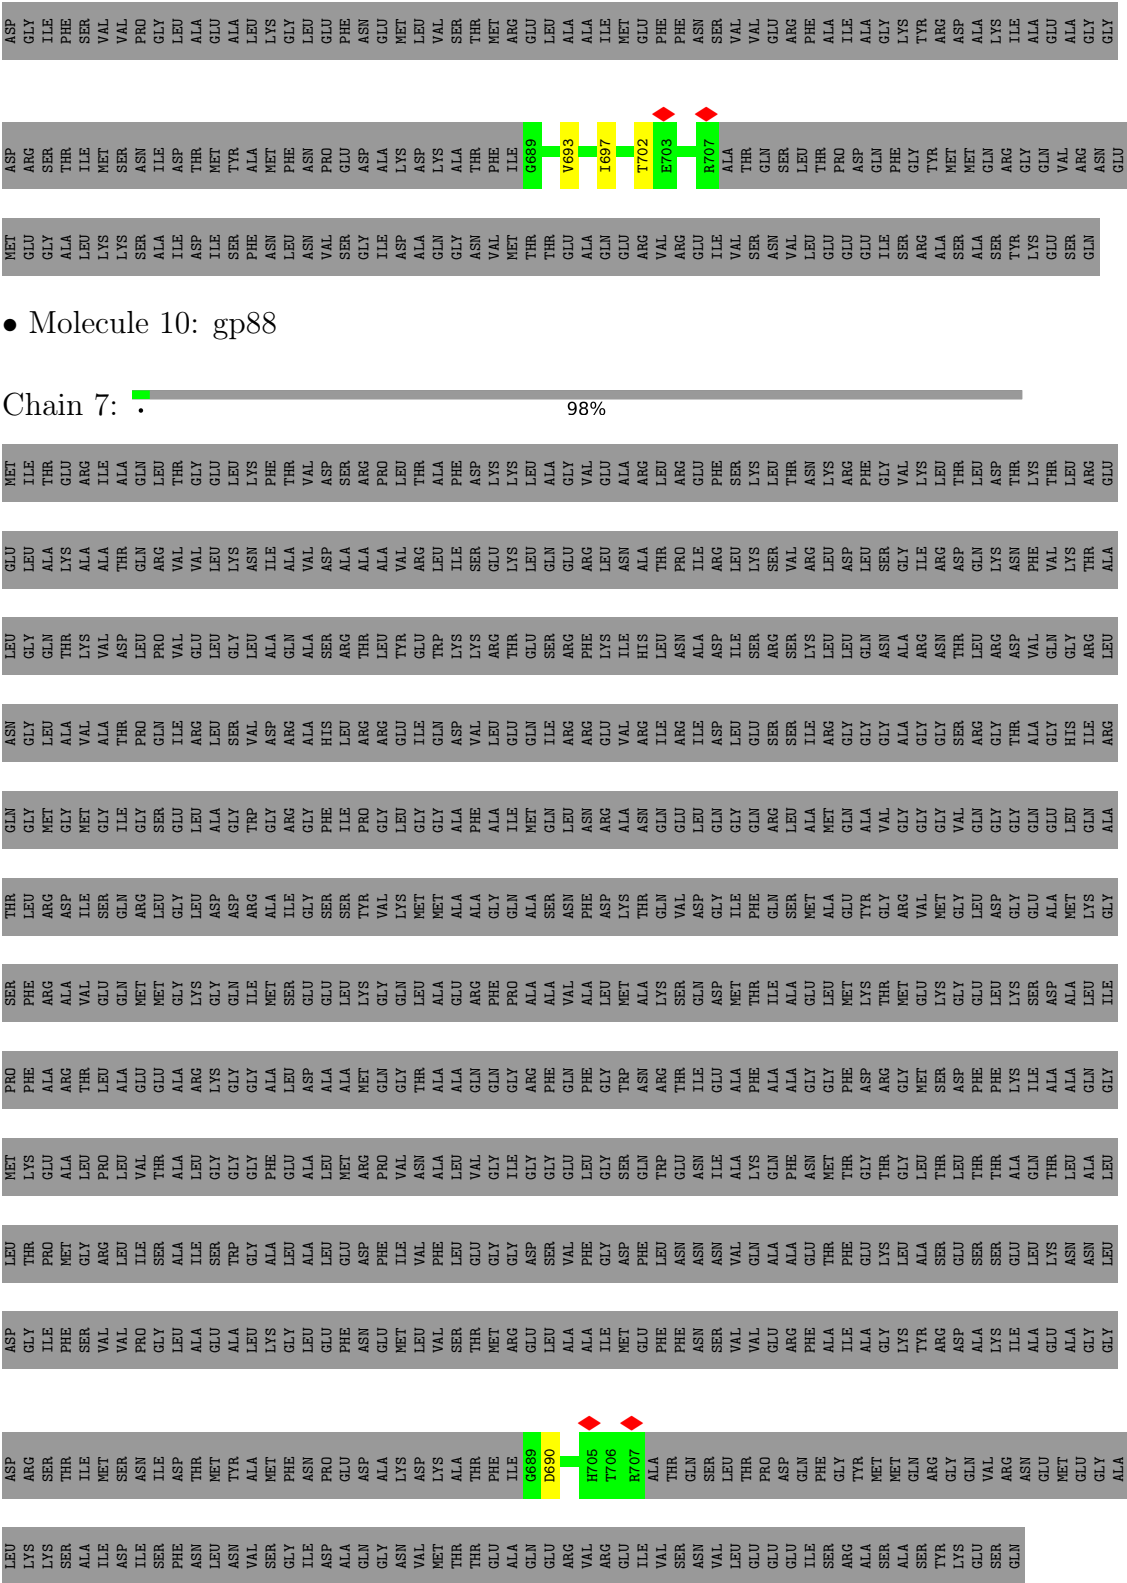 ASP GLY ILE PHE SER VAL VAL PRO GLY LEU ALA GLU ALA LEU LYS GLY LEU GLU PHE ASN GLU MET LEU VAL SER THR MET ARG GLU LEU ALA ALA ILE MET GLU PHE PHE ASN SER VAL VAL GLU ARG PHE ALA ILE ALA GLY LYS TYR ARG ASP ALA LYS ILE ALA GLU ALA GLY GLY
ASP ARG SER THR ILE MET SER ASN ILE ASP THR MET TYR ALA MET PHE ASN PRO GLU ASP ALA LYS ASP LYS ALA THR PHE ILE G689 V693 I697 T702 E703 R707 ALA THR GLN SER LEU THR PRO ASP GLN PHE GLY TYR MET MET GLN ARG GLY GLN VAL ARG ASN GLU
MET GLU GLY ALA LEU LYS LYS SER ALA ILE ASP ILE SER PHE ASN LEU ASN VAL SER GLY ILE ASP ALA GLN GLY ASN VAL MET THR THR GLU ALA GLN GLU ARG VAL ARG GLU ILE VAL SER ASN VAL LEU GLU GLU GLU ILE SER ARG ALA SER ALA SER TYR LYS GLU SER GLN
• Molecule 10: gp88
Chain 7: . 98%
MET ILE THR GLU ARG ILE ALA GLN LEU THR GLY GLU LEU LYS PHE THR VAL ASP SER ARG PRO LEU THR ALA PHE ASP LYS LYS LEU ALA GLY VAL GLU ALA ARG LEU ARG GLU PHE SER LYS LEU THR ASN LYS ARG PHE GLY VAL LYS LEU THR LEU ASP THR LYS THR LEU ARG GLU
GLU LEU ALA LYS ALA ALA THR GLN ARG VAL VAL LEU LYS ASN ILE ALA VAL ASP ALA ALA ALA VAL ARG LEU ILE SER GLU LYS LEU GLN GLU ARG LEU ASN ALA THR PRO ILE ARG LEU LYS SER VAL ARG LEU ASP LEU SER GLY ILE ARG ASP GLN LYS ASN PHE VAL LYS THR ALA
LEU GLY GLN THR LYS VAL ASP LEU PRO VAL GLU LEU GLY LEU ALA GLN ALA SER ARG THR LEU TYR GLU TRP LYS LYS ARG THR GLU SER ARG PHE LYS ILE HIS LEU ASN ALA ASP ILE SER ARG SER LYS LEU LEU GLN ASN ALA ARG ASN THR LEU ARG ASP VAL GLN GLY ARG LEU
ASN GLY LEU ALA VAL ALA THR PRO GLN ILE ARG LEU SER VAL ASP ARG ALA HIS LEU ARG ARG GLU ILE GLN ASP VAL LEU GLU GLN ILE ARG ARG GLU VAL ARG ILE ARG ILE ASP LEU GLU SER SER ILE ARG GLY GLY GLY ALA GLY GLY SER ARG GLY THR ALA GLY HIS ILE ARG
GLN GLY MET GLY MET GLY ILE GLY SER GLU LEU ALA GLY TRP GLY ARG GLY PHE ILE PRO GLY LEU GLY GLY ALA PHE ALA ILE MET GLN LEU ASN ARG ALA ASN GLN GLU LEU GLN GLY GLN ARG LEU ALA MET GLN ALA VAL GLY GLY GLY VAL GLN GLY GLY GLN GLU LEU GLN ALA
THR LEU ARG ASP ILE SER GLN ARG LEU GLY LEU ASP ASP ARG ALA ILE GLY SER SER TYR VAL LYS MET MET ALA ALA GLY GLN ALA SER ASN PHE ASP LYS THR GLN VAL ASP GLY ILE PHE GLN SER MET ALA GLU TYR GLY ARG VAL MET GLY LEU ASP GLY GLU ALA MET LYS GLY
SER PHE ARG ALA VAL GLU GLN MET MET GLY LYS GLY GLN ILE MET SER GLU GLU LEU LYS GLY GLN LEU ALA GLU ARG PHE PRO ALA ALA VAL ALA LEU MET ALA LYS SER GLN ASP MET THR ILE ALA GLU LEU MET LYS THR MET GLU LYS GLY GLU LEU LYS SER ASP ALA LEU ILE
PRO PHE ALA ARG THR LEU ALA GLU GLU ALA ARG LYS GLY GLY ALA LEU ASP ALA ALA MET GLN GLY THR ALA ALA GLN GLN GLY ARG PHE GLN PHE GLY TRP ASN ARG THR ILE GLU ALA PHE ALA ALA GLY GLY PHE ASP ARG GLY MET SER ASP PHE PHE LYS ILE ALA ALA GLN GLY
MET LYS GLU ALA LEU PRO LEU VAL THR ALA LEU GLY GLY GLY PHE GLU ALA LEU MET ARG PRO VAL ASN ALA LEU VAL GLY ILE GLY GLY GLU LEU GLY SER GLN TRP GLU ASN ILE ALA LYS GLN PHE ASN MET THR GLY THR GLY LEU THR LEU THR THR ALA GLN THR LEU ALA LEU
LEU THR PRO MET GLY ARG LEU ILE SER ALA ILE SER TRP GLY ALA LEU ALA LEU GLU ASP PHE ILE VAL PHE LEU GLU GLY GLY ASP SER VAL PHE GLY ASP PHE LEU ASN ASN ASN VAL GLN ALA ALA GLU THR PHE GLU LYS LEU ALA SER GLU SER SER GLU LEU LYS ASN ASN LEU
ASP GLY ILE PHE SER VAL VAL PRO GLY LEU ALA GLU ALA LEU LYS GLY LEU GLU PHE ASN GLU MET LEU VAL SER THR MET ARG GLU LEU ALA ALA ILE MET GLU PHE PHE ASN SER VAL VAL GLU ARG PHE ALA ILE ALA GLY LYS TYR ARG ASP ALA LYS ILE ALA GLU ALA GLY GLY
ASP ARG SER THR ILE MET SER ASN ILE ASP THR MET TYR ALA MET PHE ASN PRO GLU ASP ALA LYS ASP LYS ALA THR PHE ILE G689 D690 H705 T706 R707 ALA THR GLN SER LEU THR PRO ASP GLN PHE GLY TYR MET MET GLN ARG GLY GLN VAL ARG ASN GLU MET GLU GLY ALA
LEU LYS LYS SER ALA ILE ASP ILE SER PHE ASN LEU ASN VAL SER GLY ILE ASP ALA GLN GLY ASN VAL MET THR THR GLU ALA GLN GLU ARG VAL ARG GLU ILE VAL SER ASN VAL LEU GLU GLU GLU ILE SER ARG ALA SER ALA SER TYR LYS GLU SER GLN